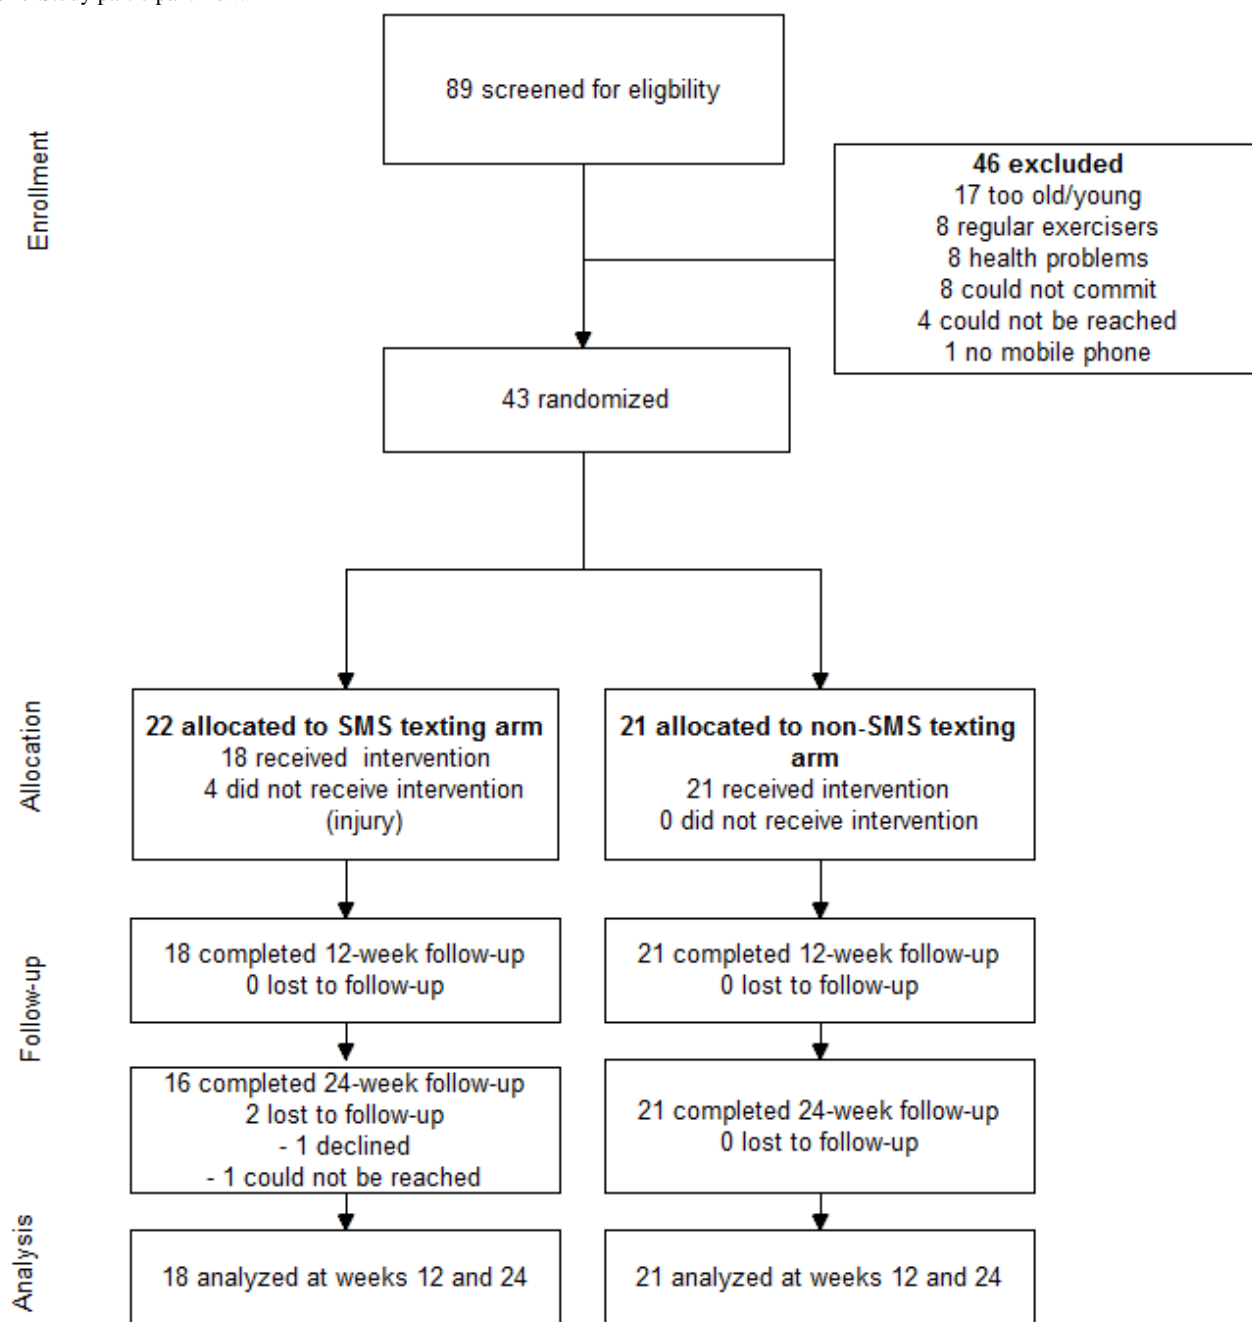 Enrollment
89 screened for eligbility
46 excluded
17 too old/young
8 regular exercisers
8 health problems
8 could not commit
4 could not be reached
1 no mobile phone
43 randomized
Allocation
22 allocated to SMS texting arm
18 received intervention
4 did not receive intervention
(injury)
21 allocated to non-SMS texting
arm
21 received intervention
0 did not receive intervention
Follow-up
18 completed 12-week follow-up
0 lost to follow-up
21 completed 12-week follow-up
0 lost to follow-up
16 completed 24-week follow-up
2 lost to follow-up
- 1 declined
- 1 could not be reached
21 completed 24-week follow-up
0 lost to follow-up
Analysis
18 analyzed at weeks 12 and 24
21 analyzed at weeks 12 and 24